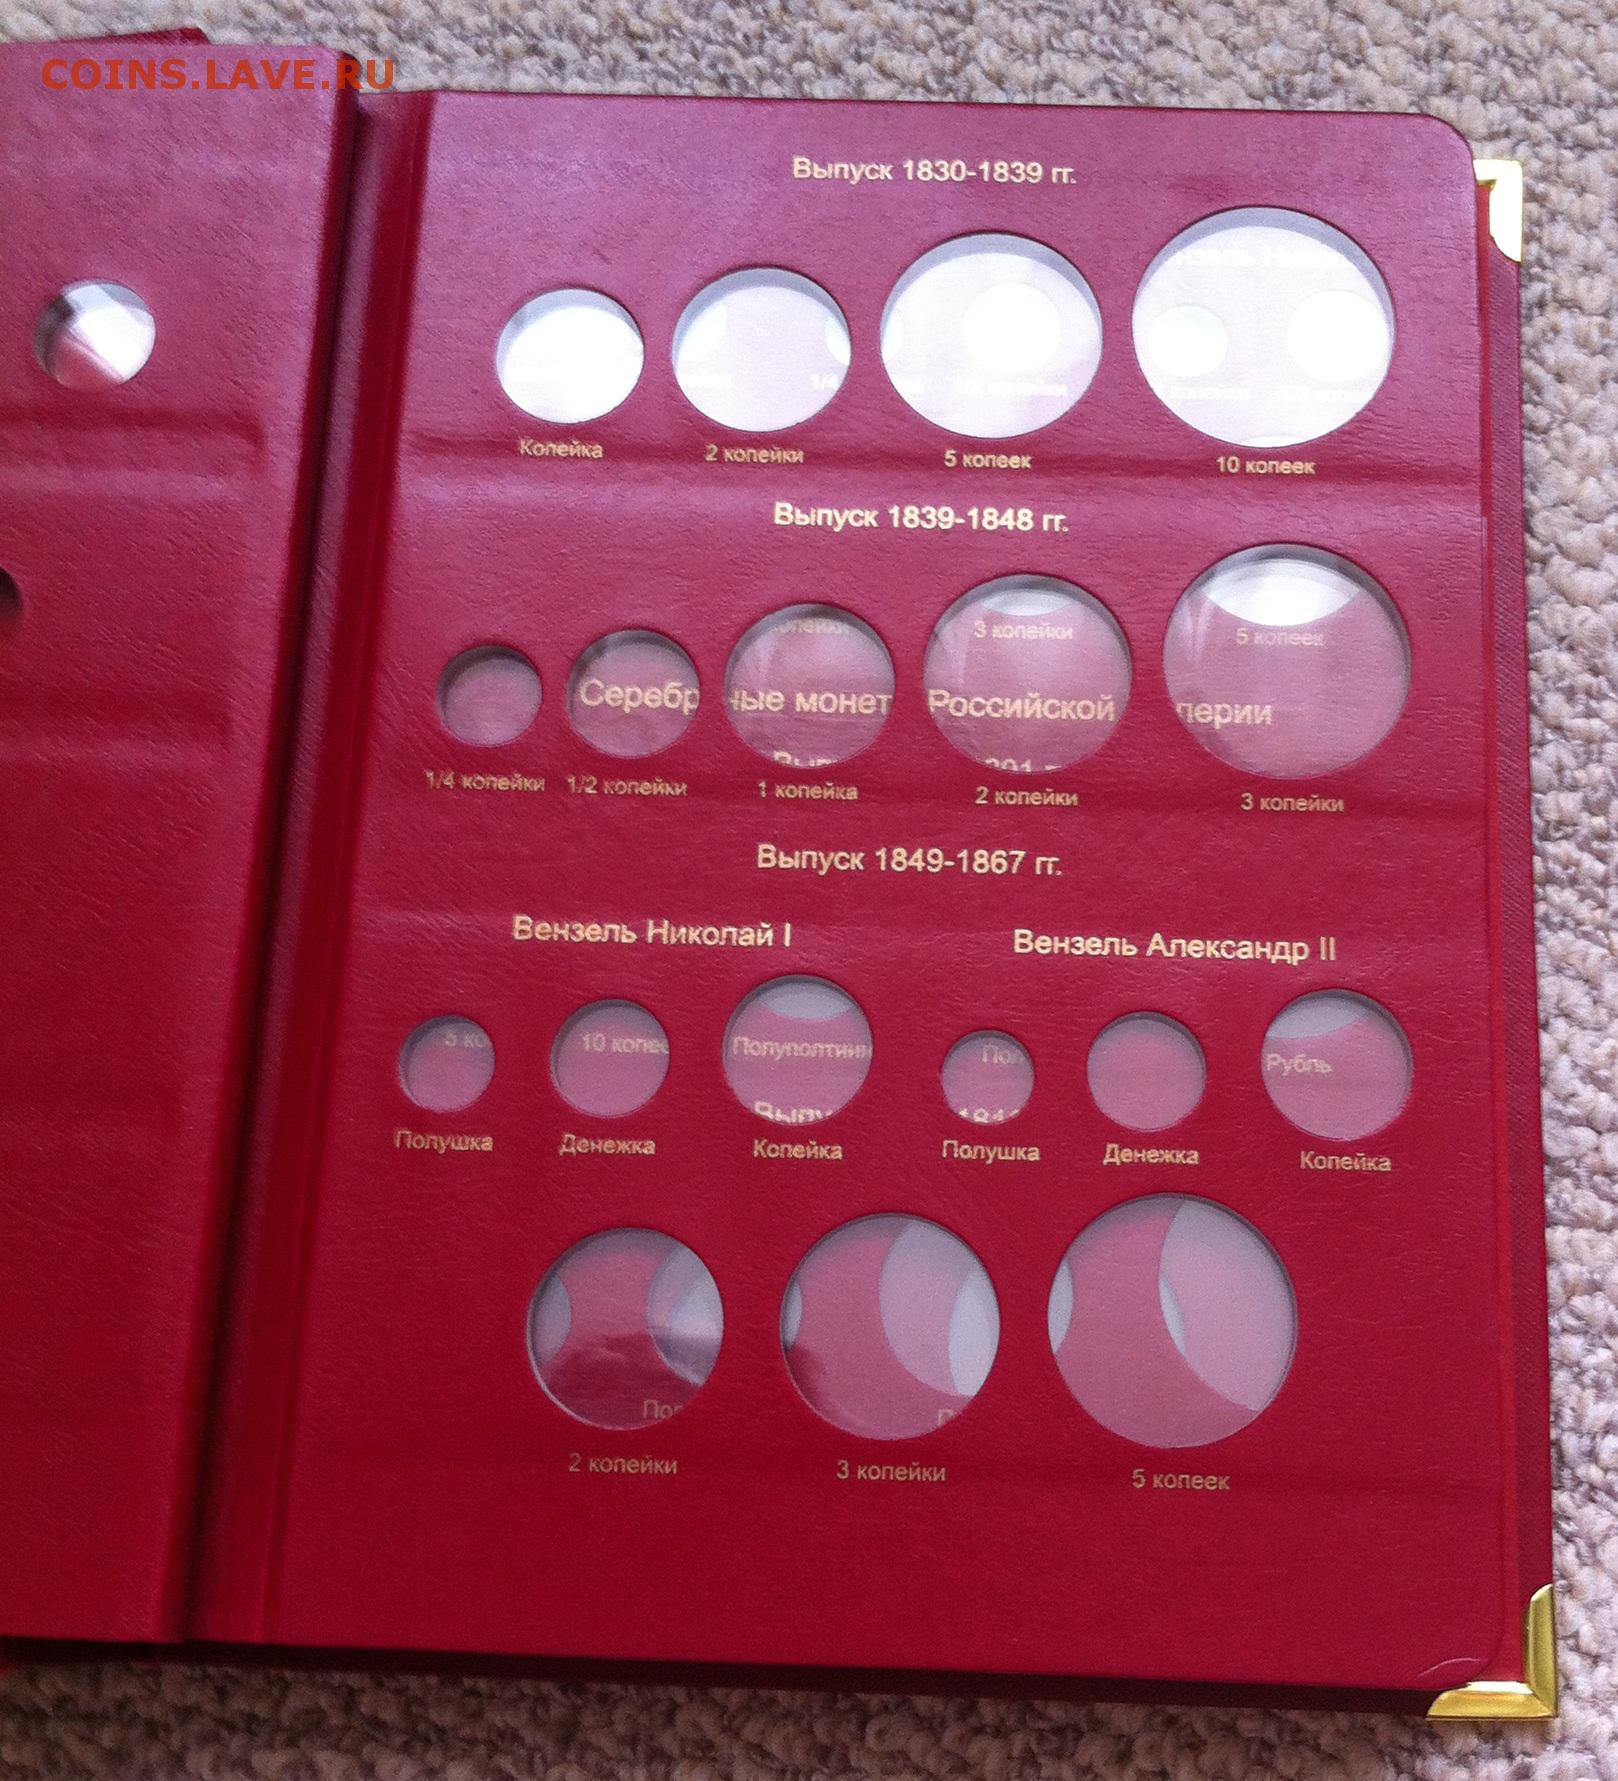 COINS.LAVE.RU
Выпуск 1830-1839 гг.
Копейка 2 копейки 5 копеек 10 копеек
Выпуск 1839-1848 гг.
3 копейки 5 копеек
Российской
1/4 копейки 1/2 копейки 1 копейка 2 копейки 3 копейки
Выпуск 1849-1867 гг.
Вензель Николай I Вензель Александр II
Рубль
Полушка Денежка Копейка Полушка Денежка Копейка
2 копейки 3 копейки 5 копеек